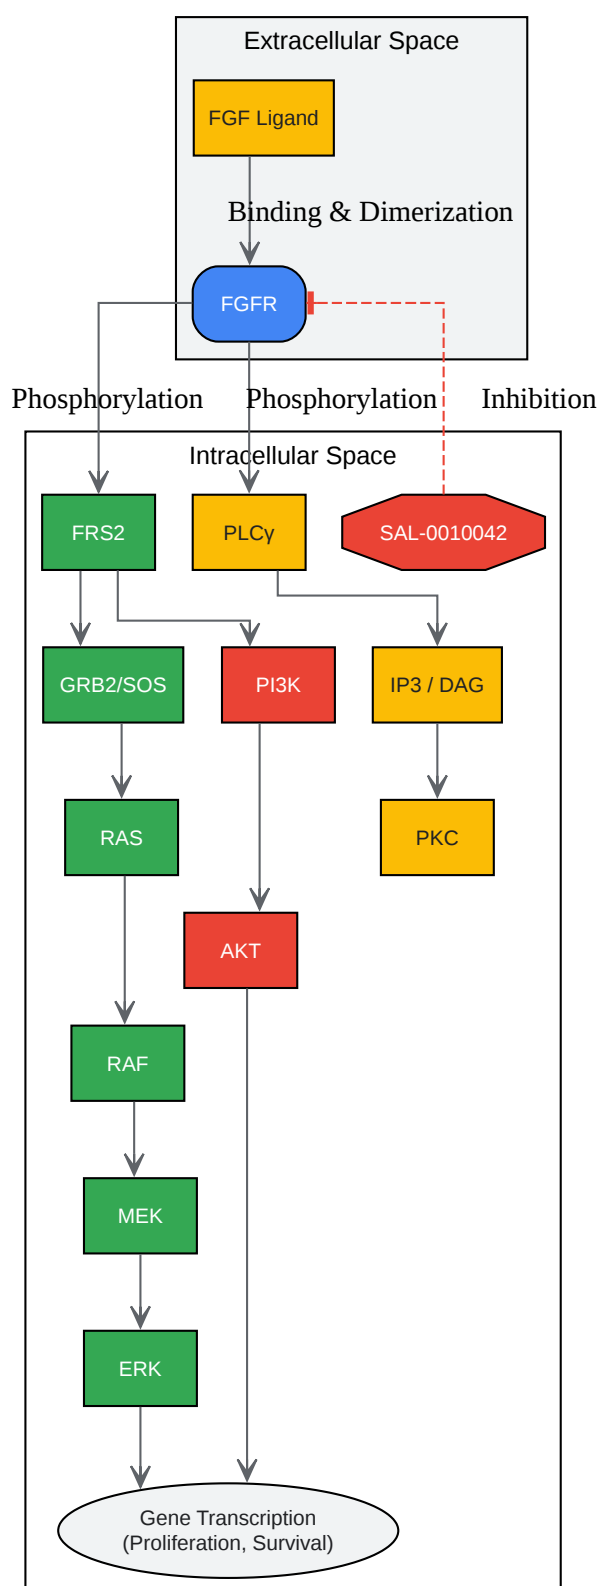 Extracellular Space
FGF Ligand
Binding & Dimerization
FGFR
Phosphorylation
Phosphorylation
Inhibition
Intracellular Space
FRS2
PLCγ
SAL-0010042
GRB2/SOS
PI3K
IP3 / DAG
RAS
PKC
AKT
RAF
MEK
ERK
Gene Transcription
(Proliferation, Survival)